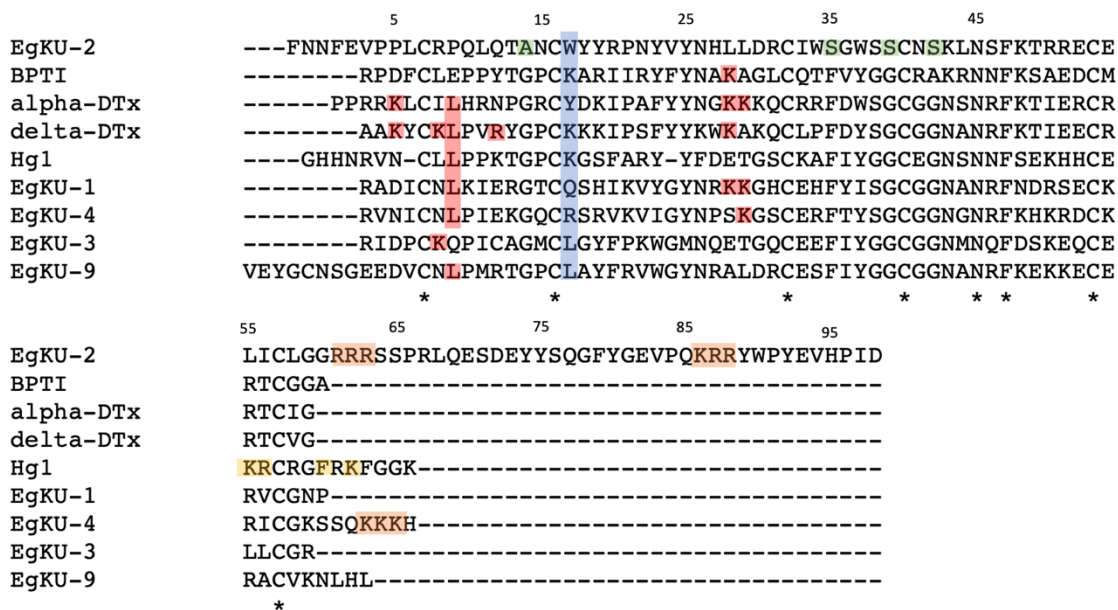 5 15 25 35 45
EgKU-2 ---FNNFEVPPLCRPQLQTANCWYYRPNYVYNHLLDRCIWSGWSSCNSKLNSFKTRRECE
BPTI --------RPDFCLEPPYTGPCKARIIRYFYNAKAGLCQTFVYGGCRAKRNNFKSAEDCM
alpha-DTx ------PPRRKLCILHRNPGRCYDKIPAFYYNGKKKQCRRFDWSGCGGNSNRFKTIERCR
delta-DTx --------AAKYCKLPVRYGPCKKKIPSFYYKWKAKQCLPFDYSGCGGNANRFKTIEECR
Hg1 ----GHHNRVN-CLLPPKTGPCKGSFARY-YFDETGSCKAFIYGGCEGNSNNFSEKHHCE
EgKU-1 --------RADICNLKIERGTCQSHIKVYGYNRKKGHCEHFYISGCGGNANRFNDRSECK
EgKU-4 --------RVNICNLPIEKGQCRSRVKVIGYNPSKGSCERFTYSGCGGNGNRFKHKRDCK
EgKU-3 --------RIDPCKQPICAGMCLGYFPKWGMNQETGQCEEFIYGGCGGNMNQFDSKEQCE
EgKU-9 VEYGCNSGEEDVCNLPMRTGPCLAYFRVWGYNRALDRCESFIYGGCGGNANRFKEKKECE
* * * * * * *
55 65 75 85 95
EgKU-2 LICLGGRRRSSPRLQESDEYYSQGFYGEVPQKRRYWPYEVHPID
BPTI RTCGGA--------------------------------------
alpha-DTx RTCIG---------------------------------------
delta-DTx RTCVG---------------------------------------
Hg1 KRCRGFRKFGGK--------------------------------
EgKU-1 RVCGNP--------------------------------------
EgKU-4 RICGKSSQKKKH--------------------------------
EgKU-3 LLCGR---------------------------------------
EgKU-9 RACVKNLHL-----------------------------------
*